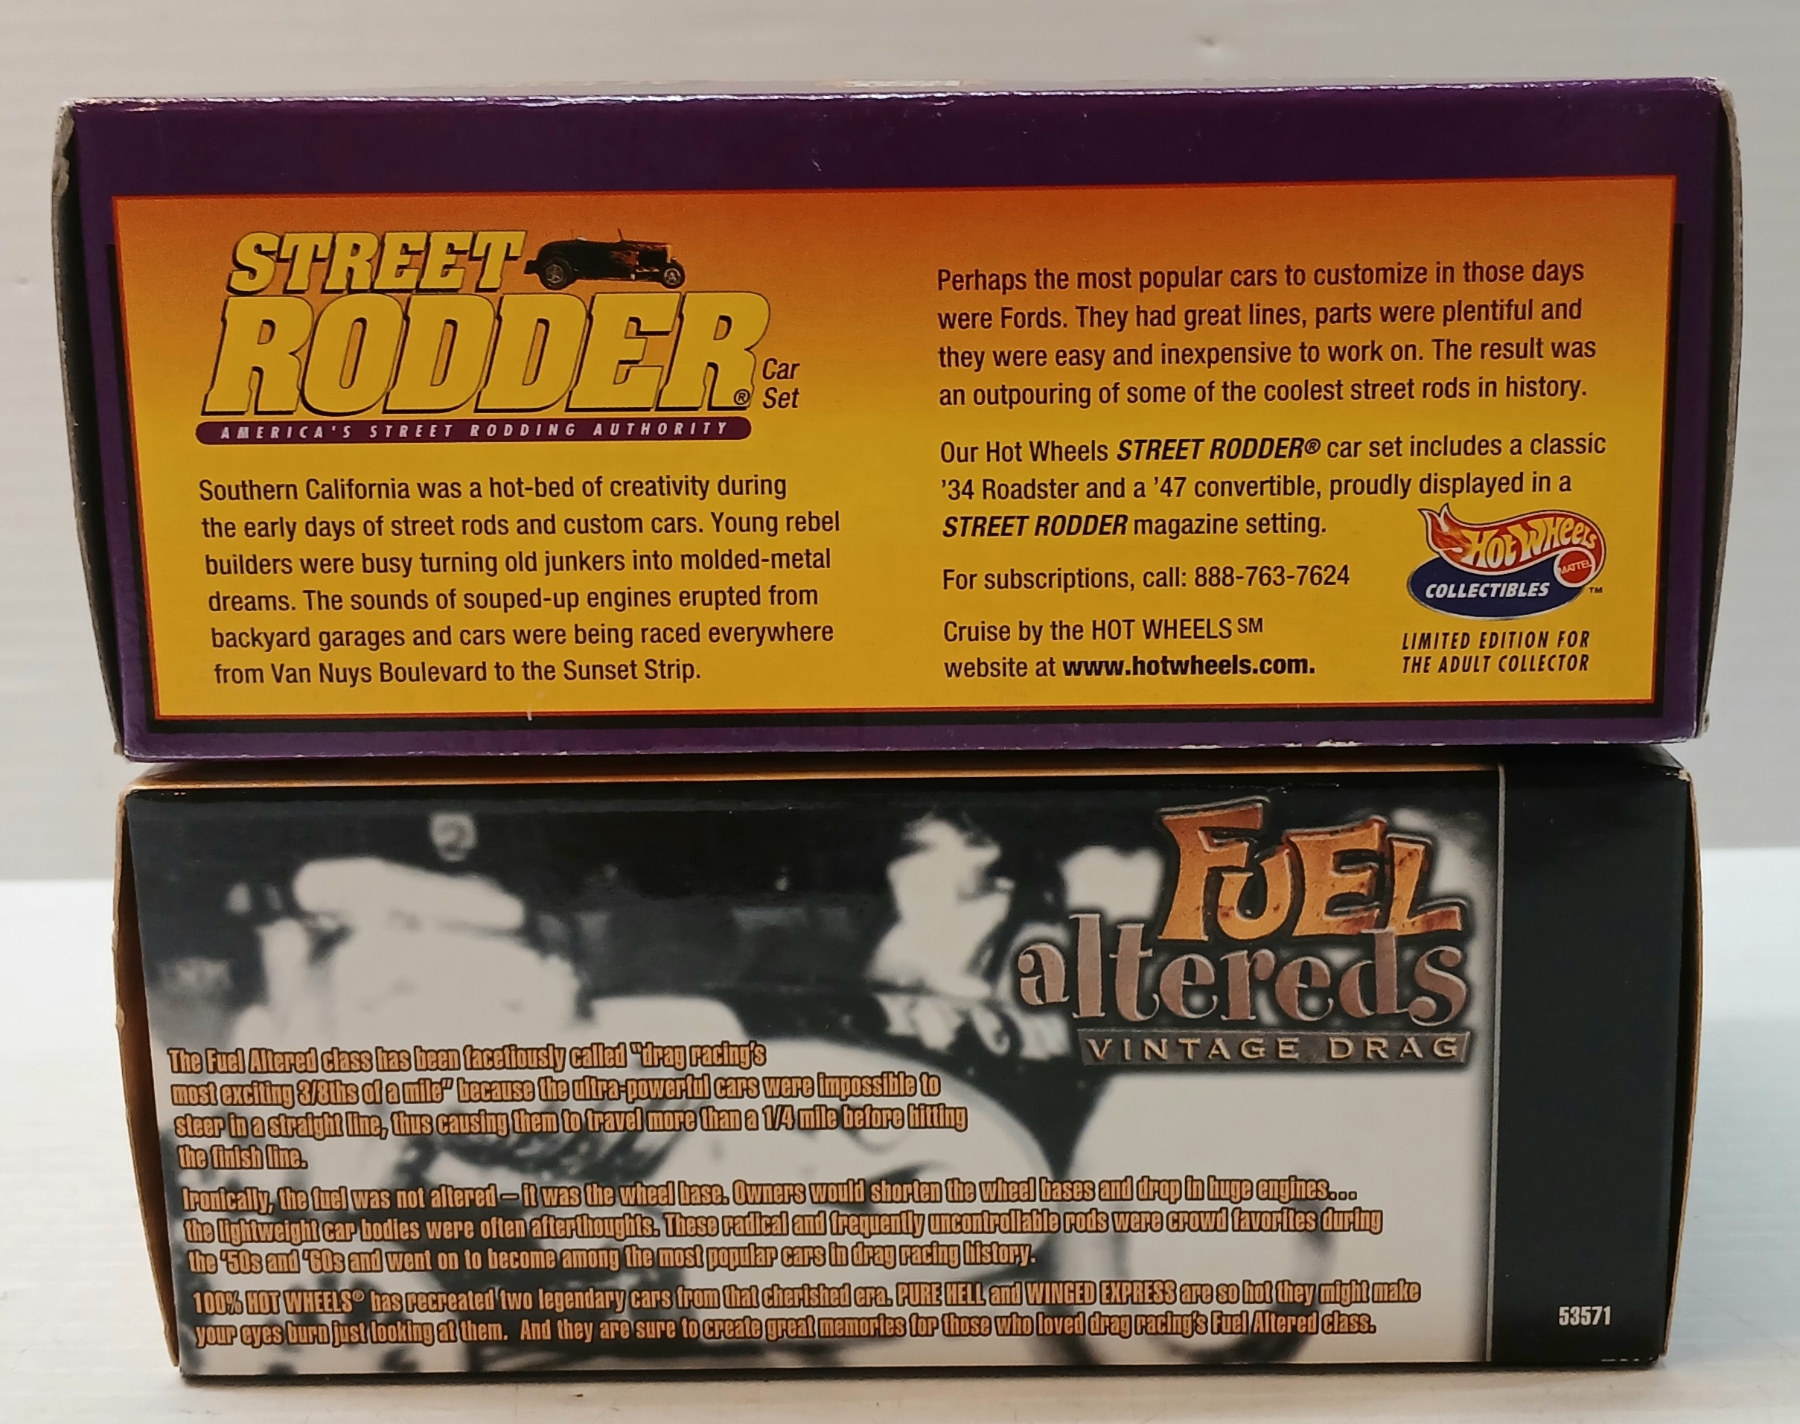 STREET
RODDER®
Car
Set
AMERICA'S STREET RODDING AUTHORITY
Southern California was a hot-bed of creativity during
the early days of street rods and custom cars. Young rebel
builders were busy turning old junkers into molded-metal
dreams. The sounds of souped-up engines erupted from
backyard garages and cars were being raced everywhere
from Van Nuys Boulevard to the Sunset Strip.
Perhaps the most popular cars to customize in those days
were Fords. They had great lines, parts were plentiful and
they were easy and inexpensive to work on. The result was
an outpouring of some of the coolest street rods in history.
Our Hot Wheels STREET RODDER® car set includes a classic
'34 Roadster and a '47 convertible, proudly displayed in a
STREET RODDER magazine setting.
For subscriptions, call: 888-763-7624
Cruise by the HOT WHEELS SM
website at www.hotwheels.com.
Hot Wheels
MATTEL
COLLECTIBLES ™
LIMITED EDITION FOR
THE ADULT COLLECTOR
FUEL
altereds
VINTAGE DRAG
The Fuel Altered class has been facetiously called "drag racing's
most exciting 3/8ths of a mile" because the ultra-powerful cars were impossible to
steer in a straight line, thus causing them to travel more than a 1/4 mile before hitting
the finish line.
Ironically, the fuel was not altered – it was the wheel base. Owners would shorten the wheel bases and drop in huge engines...
the lightweight car bodies were often afterthoughts. These radical and frequently uncontrollable rods were crowd favorites during
the '50s and '60s and went on to become among the most popular cars in drag racing history.
100% HOT WHEELS® has recreated two legendary cars from that cherished era. PURE HELL and WINGED EXPRESS are so hot they might make
your eyes burn just looking at them. And they are sure to create great memories for those who loved drag racing's Fuel Altered class.
53571